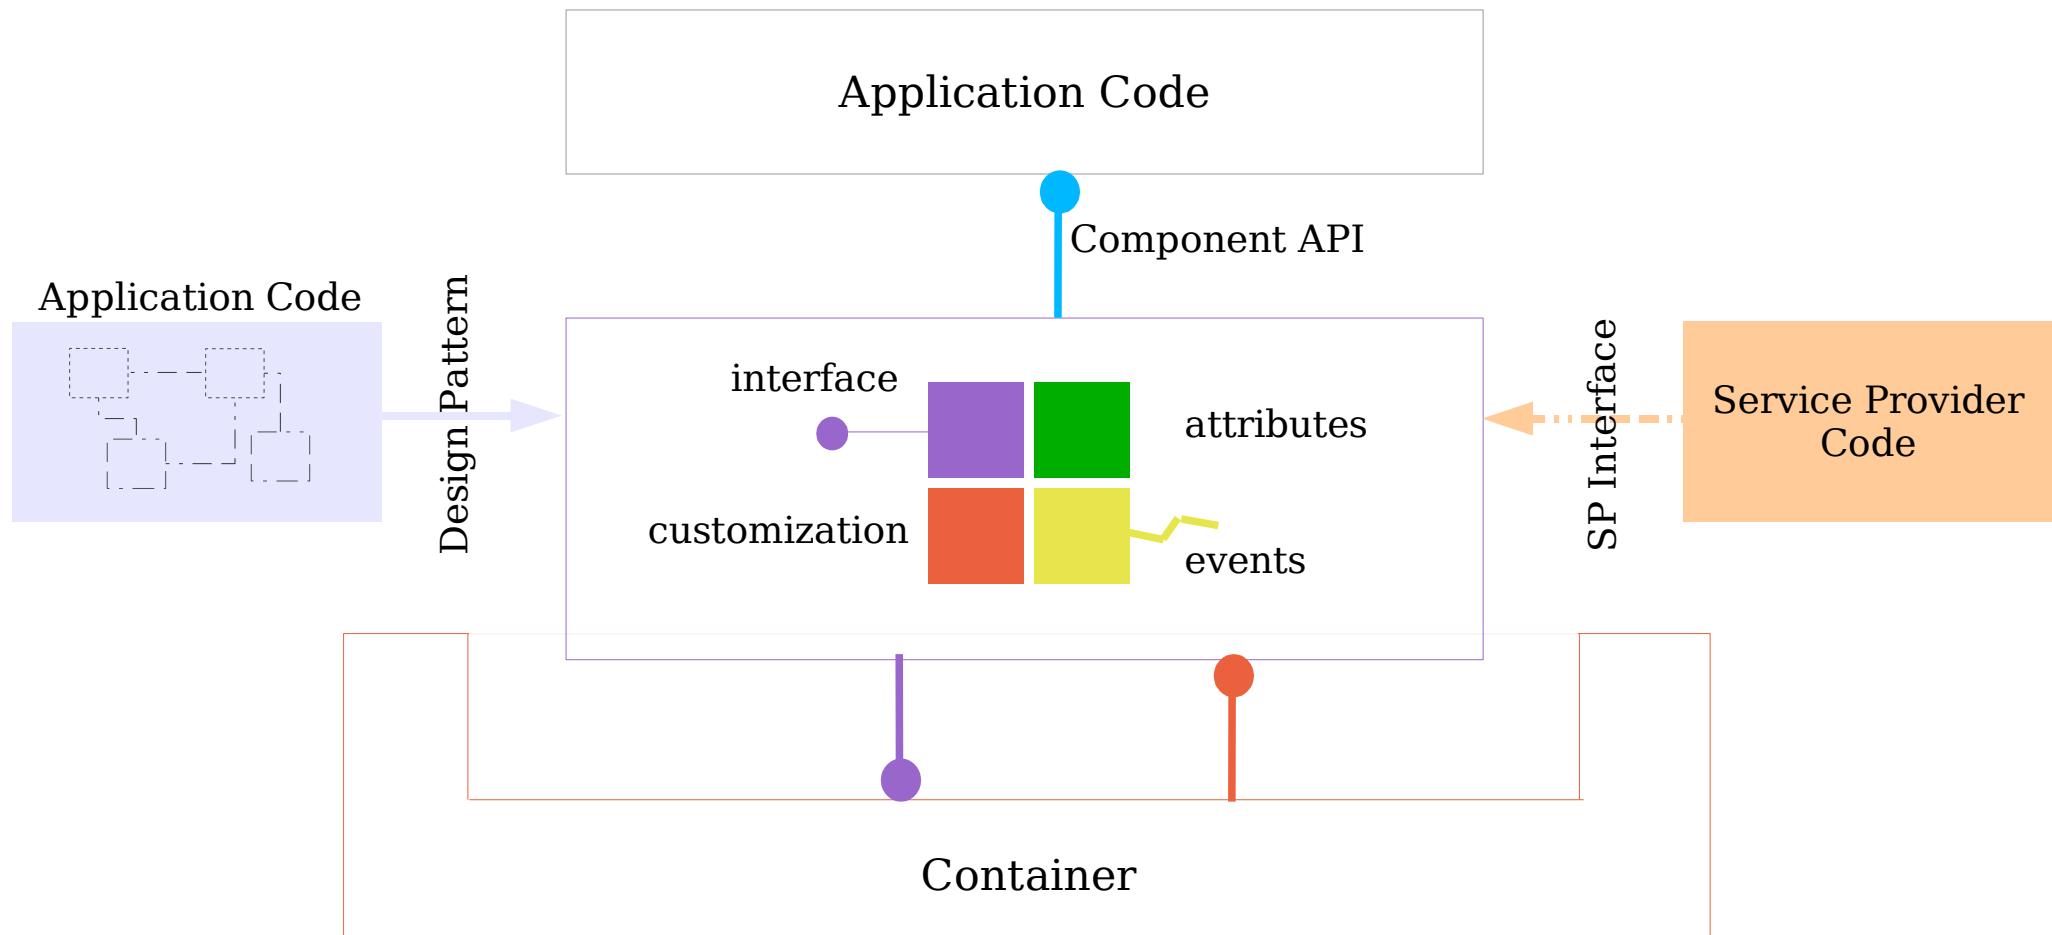 Application Code
Component API
Application Code
Design Pattern
interface
attributes
customization
events
SP Interface
Service Provider
Code
Container